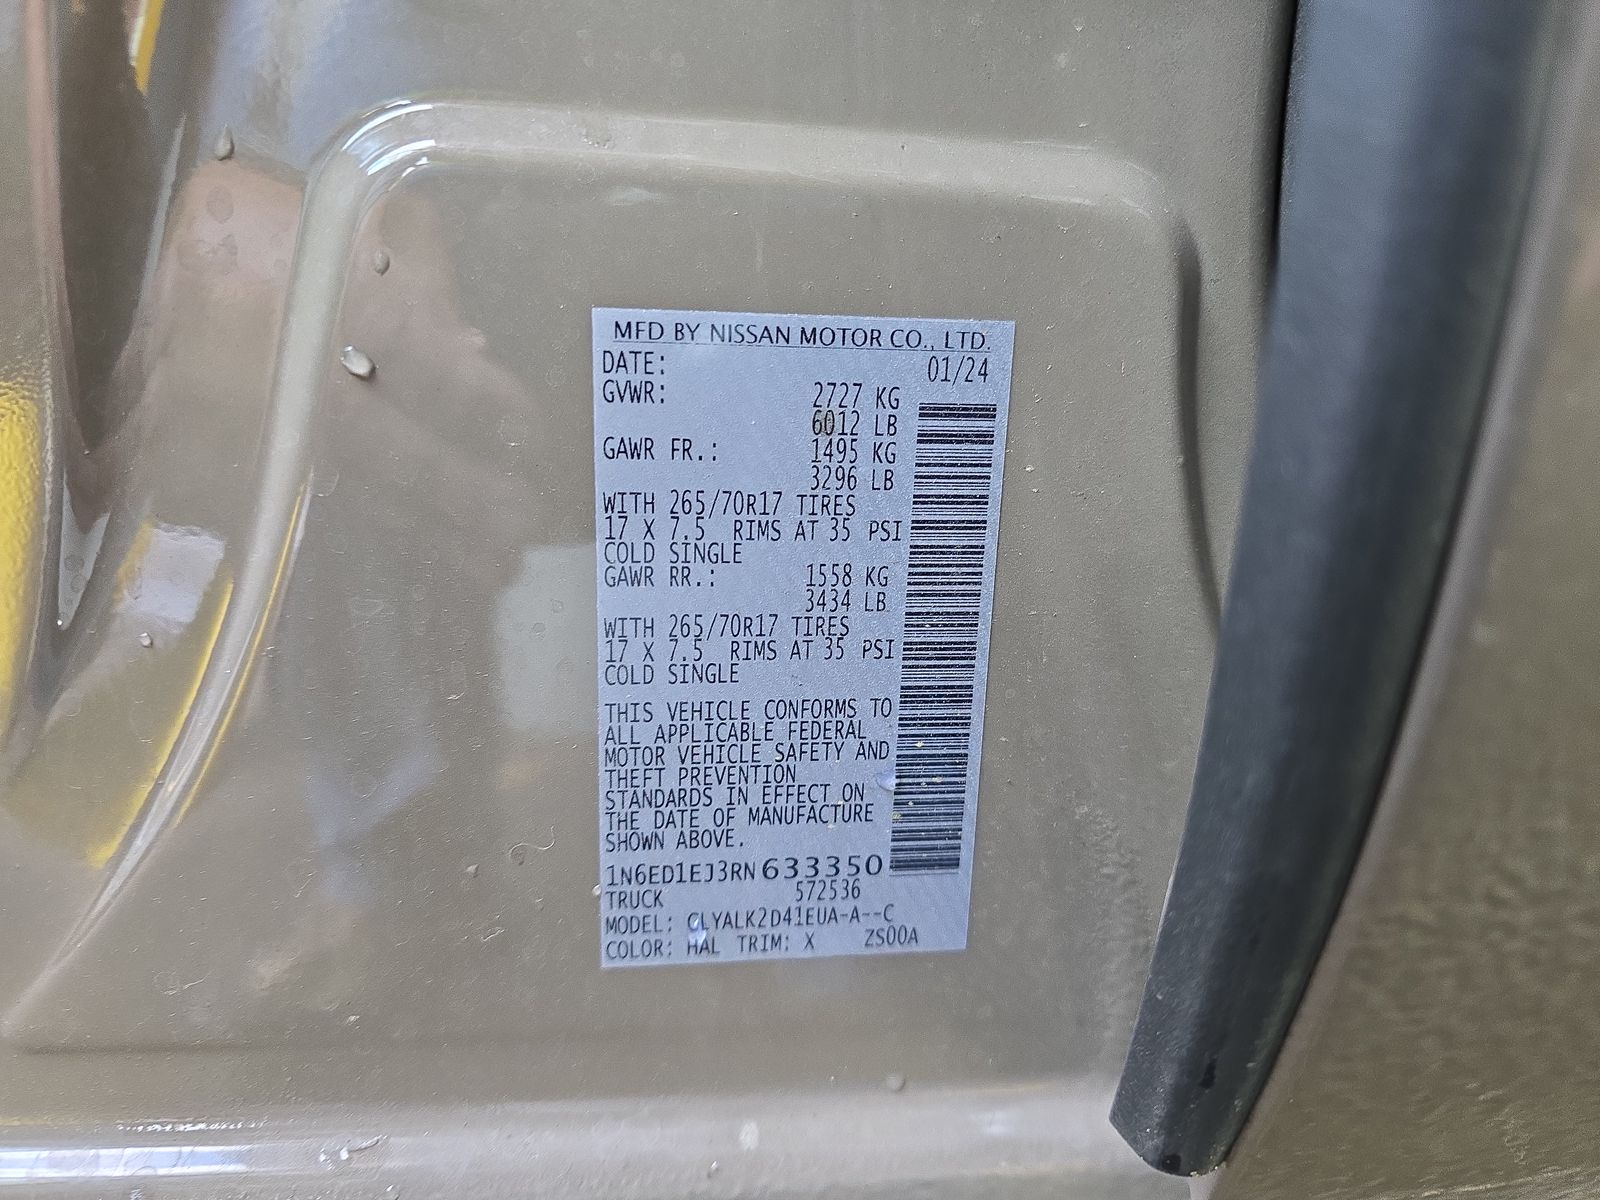 MFD BY NISSAN MOTOR CO., LTD.
DATE: 01/24
GVWR: 2727 KG
6012 LB
GAWR FR.: 1495 KG
3296 LB
WITH 265/70R17 TIRES
17 X 7.5 RIMS AT 35 PSI
COLD SINGLE
GAWR RR.: 1558 KG
3434 LB
WITH 265/70R17 TIRES
17 X 7.5 RIMS AT 35 PSI
COLD SINGLE
THIS VEHICLE CONFORMS TO
ALL APPLICABLE FEDERAL
MOTOR VEHICLE SAFETY AND
THEFT PREVENTION
STANDARDS IN EFFECT ON
THE DATE OF MANUFACTURE
SHOWN ABOVE.
1N6ED1EJ3RN633350
TRUCK 572536
MODEL: GLYALK2D41EUA-A--C
COLOR: HAL TRIM: X ZS00A